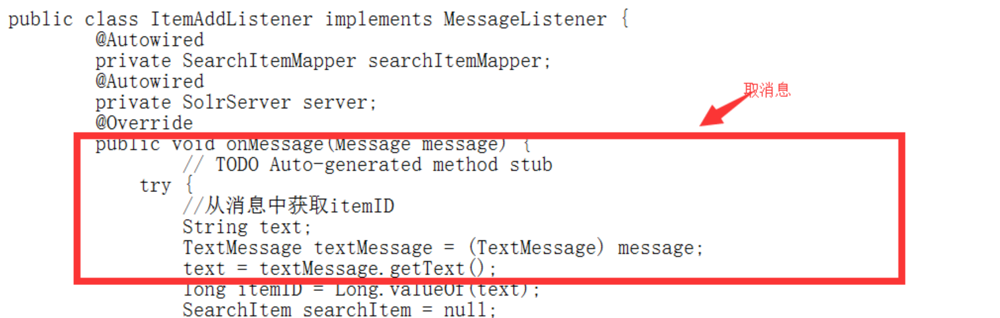 public class ItemAddListener implements MessageListener {
@Autowired
private SearchItemMapper searchItemMapper;
@Autowired
取消息
private SolrServer server;
@Override
public void onMessage(Message message) {
// TODO Auto-generated method stub
try {
//从消息中获取itemID
String text;
TextMessage textMessage = (TextMessage) message;
text = textMessage.getText();
long itemID = Long.valueOf(text);
SearchItem searchItem = null;